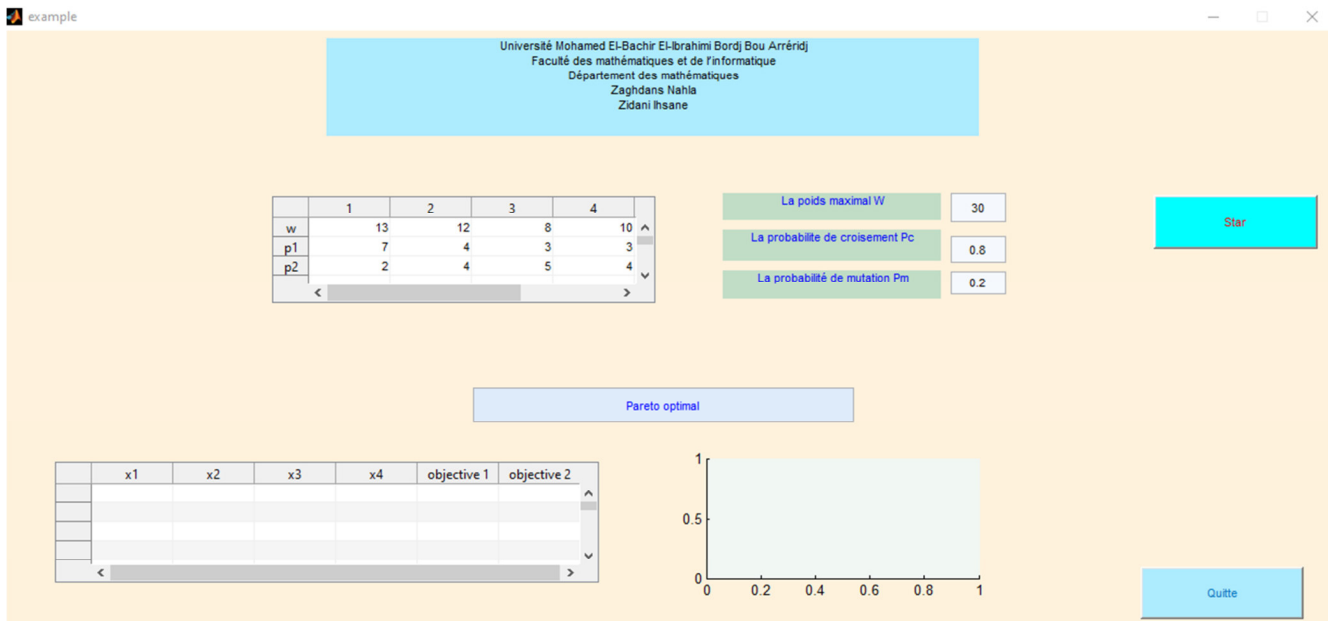 example
Université Mohamed El-Bachir El-Ibrahimi Bordj Bou Arréridj
Faculté des mathématiques et de l'informatique
Département des mathématiques
Zaghdans Nahla
Zidani Ihsane
1 2 3 4
w 13 12 8 10
p1 7 4 3 3
p2 2 4 5 4
La poids maximal W 30
La probabilite de croisement Pc 0.8
La probabilité de mutation Pm 0.2
Star
Pareto optimal
x1 x2 x3 x4 objective 1 objective 2
1
0.5
0
0 0.2 0.4 0.6 0.8 1
Quitte